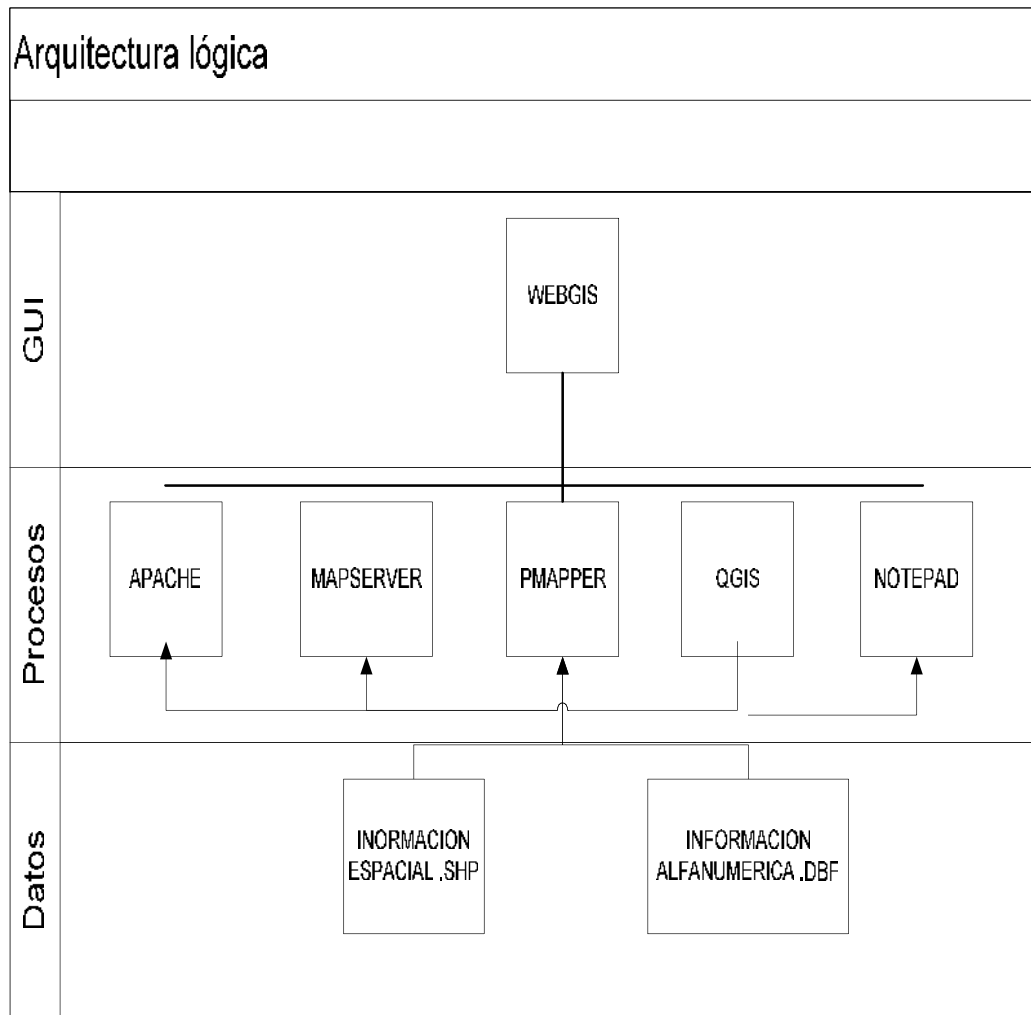 Arquitectura lógica
GUI
WEBGIS
Procesos
APACHE
MAPSERVER
PMAPPER
QGIS
NOTEPAD
Datos
INORMACION
ESPACIAL .SHP
INFORMACION
ALFANUMERICA .DBF